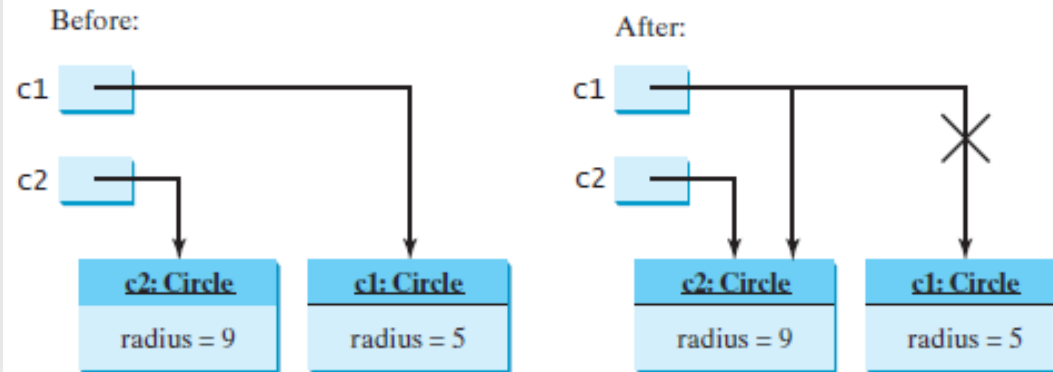 Before:
c1
c2
c2: Circle
radius = 9
c1: Circle
radius = 5
After:
c1
c2
c2: Circle
radius = 9
c1: Circle
radius = 5